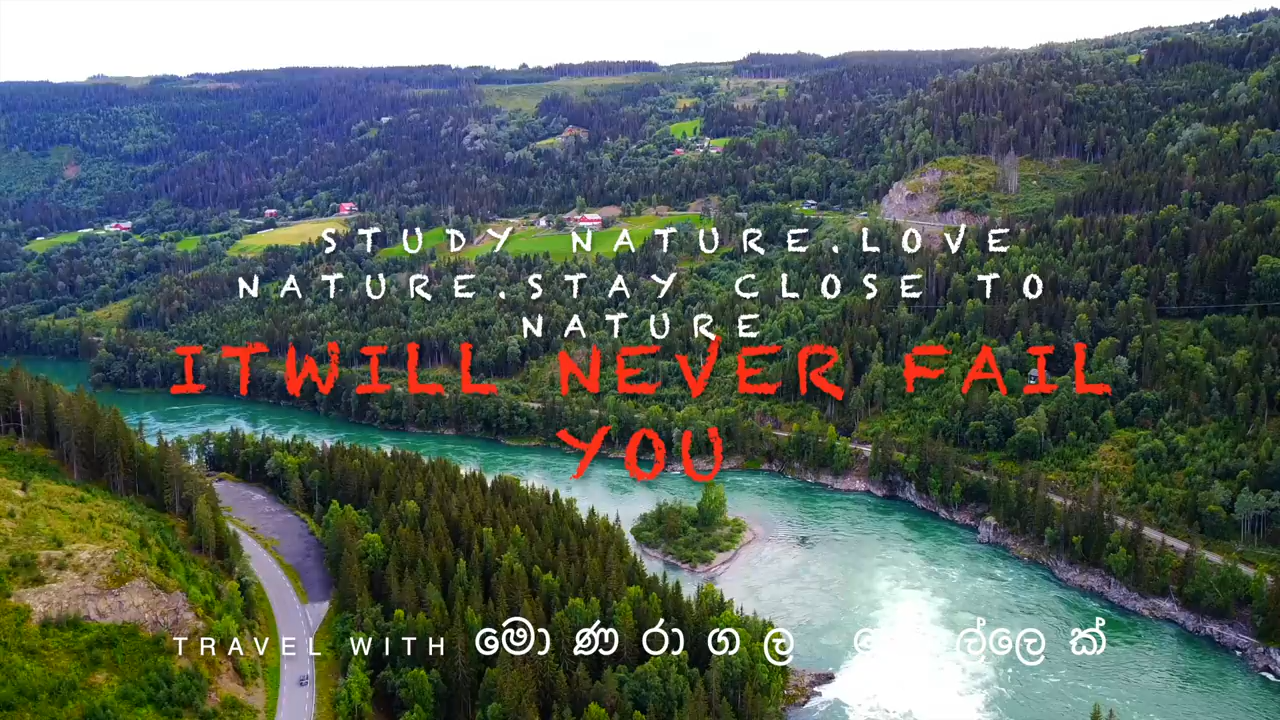 STUDY NATURE.LOVE
NATURE.STAY CLOSE TO
NATURE
ITWILL NEVER FAIL
YOU
TRAVEL WITH මොණරාගල